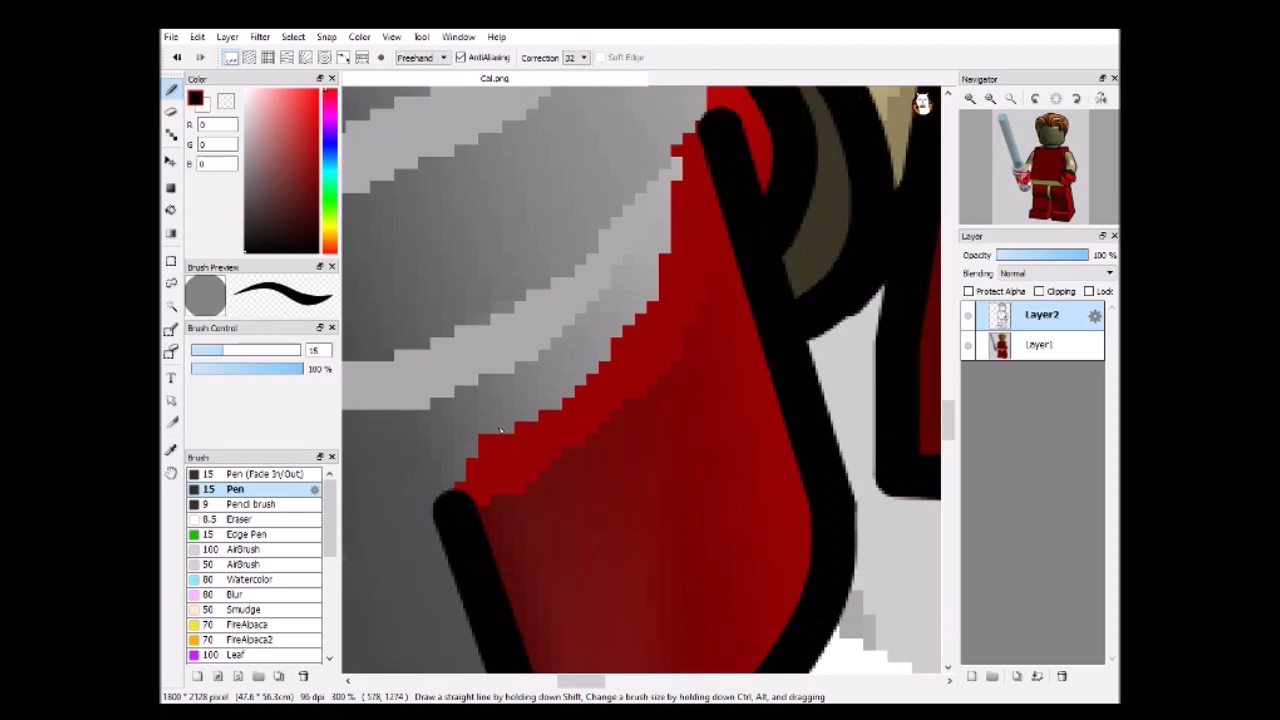 File Edit Layer Filter Select Snap Color View Tool Window Help
Freehand AntiAliasing Correction 32 Soft Edge
Color
Cal.png
Navigator
R 0
G 0
B 0
Brush Preview
Brush Control
15
100 %
Brush
15 Pen (Fade In/Out)
15 Pen
9 Pencil brush
8.5 Eraser
15 Edge Pen
100 AirBrush
50 AirBrush
80 Watercolor
80 Blur
50 Smudge
70 FireAlpaca
70 FireAlpaca2
100 Leaf
Layer
Opacity 100 %
Blending Normal
Protect Alpha Clipping Lock
Layer2
Layer1
1800 * 2128 pixel (47.6 * 56.3cm) 96 dpi 300 % ( 578, 1274 ) Draw a straight line by holding down Shift, Change a brush size by holding down Ctrl, Alt, and dragging